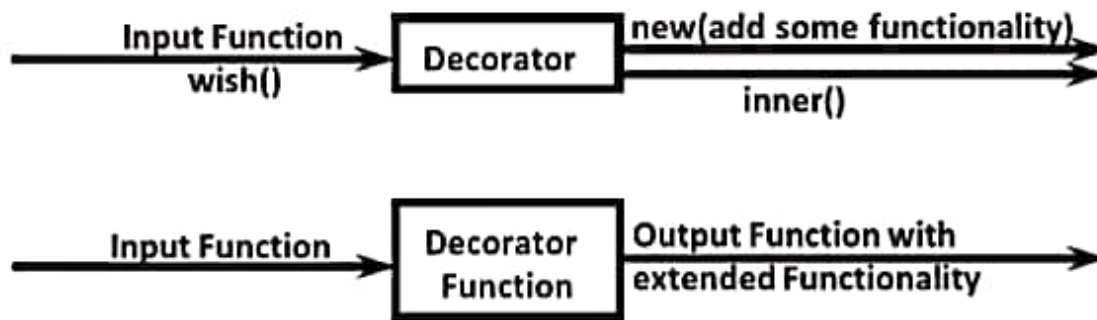 Input Function
wish()
Decorator
new(add some functionality)
inner()
Input Function
Decorator
Function
Output Function with
extended Functionality